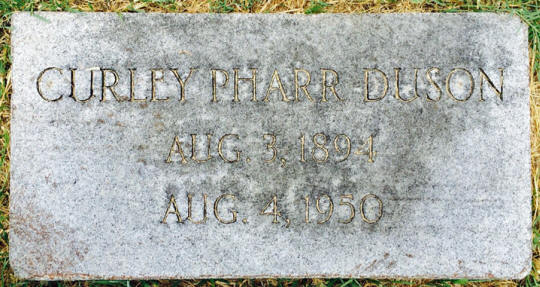 CURLEY PHARR DUSON
AUG. 3, 1894
AUG. 4, 1950